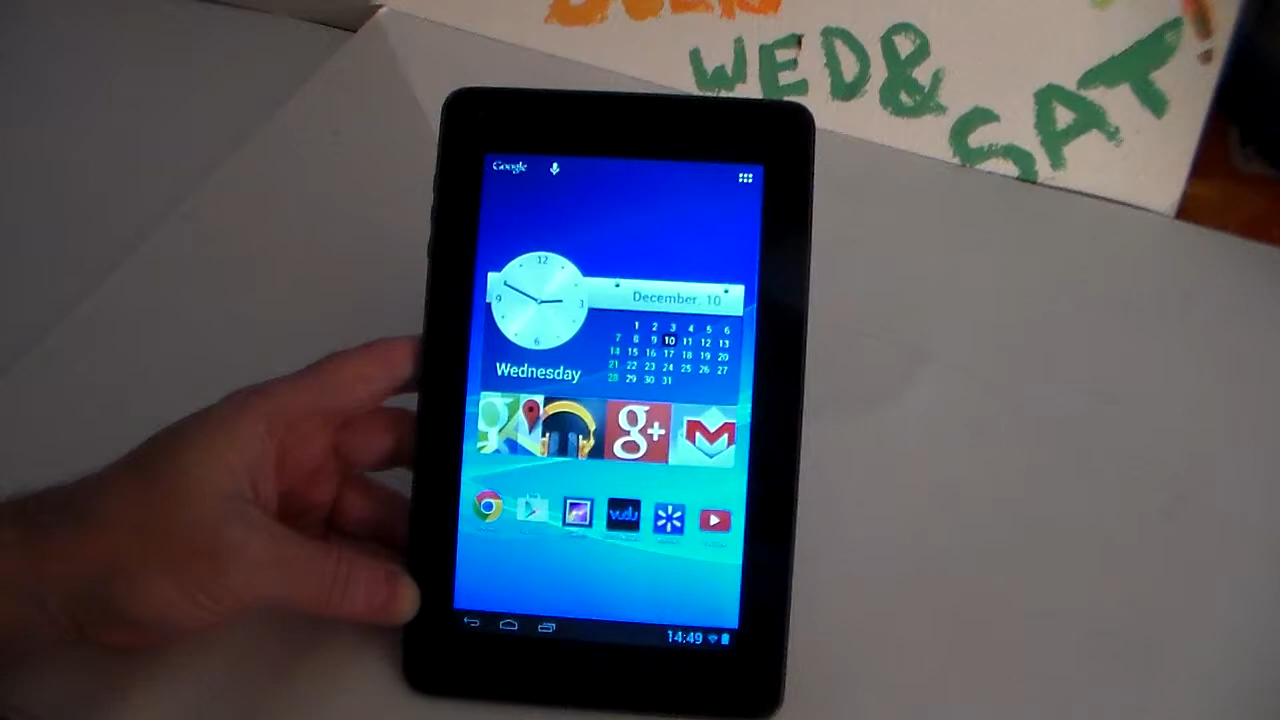 WED&
SAT!
Google
12
9
3
6
December, 10
1 2 3 4 5 6
7 8 9 10 11 12 13
14 15 16 17 18 19 20
21 22 23 24 25 26 27
28 29 30 31
Wednesday
g+
vudu
14:49